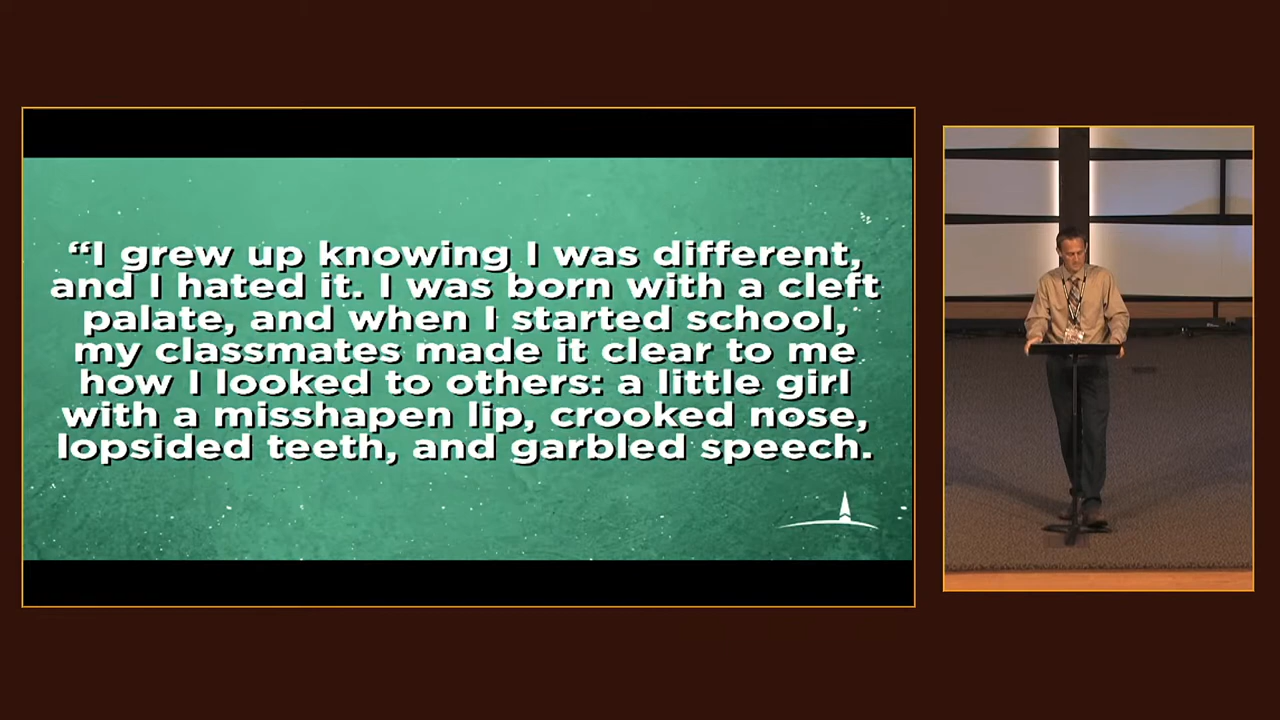 “I grew up knowing I was different,
and I hated it. I was born with a cleft
palate, and when I started school,
my classmates made it clear to me
how I looked to others: a little girl
with a misshapen lip, crooked nose,
lopsided teeth, and garbled speech.